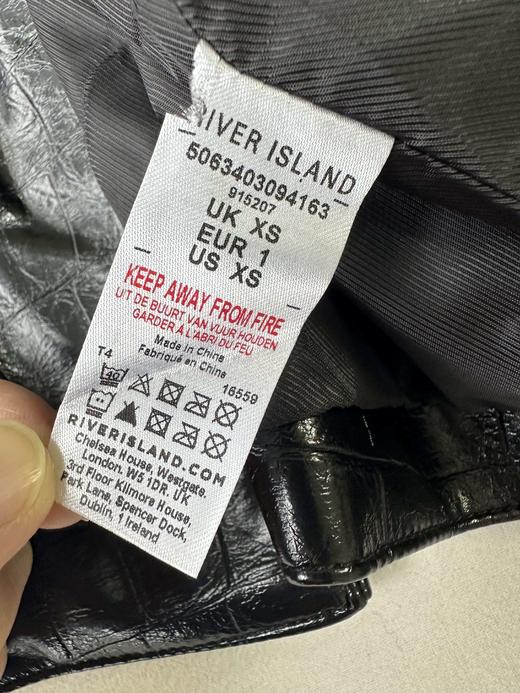 RIVER ISLAND
5063403094163
915207
UK XS
EUR 1
US XS
KEEP AWAY FROM FIRE
UIT DE BUURT VAN VUUR HOUDEN
GARDER À L'ABRI DU FEU
Made in China
Fabriqué en Chine
T4
16559
40
RIVERISLAND.COM
Chelsea House, Westgate,
London. W5 1DR. UK
3rd Floor Kilmore House,
Park Lane, Spencer Dock,
Dublin. 1 Ireland